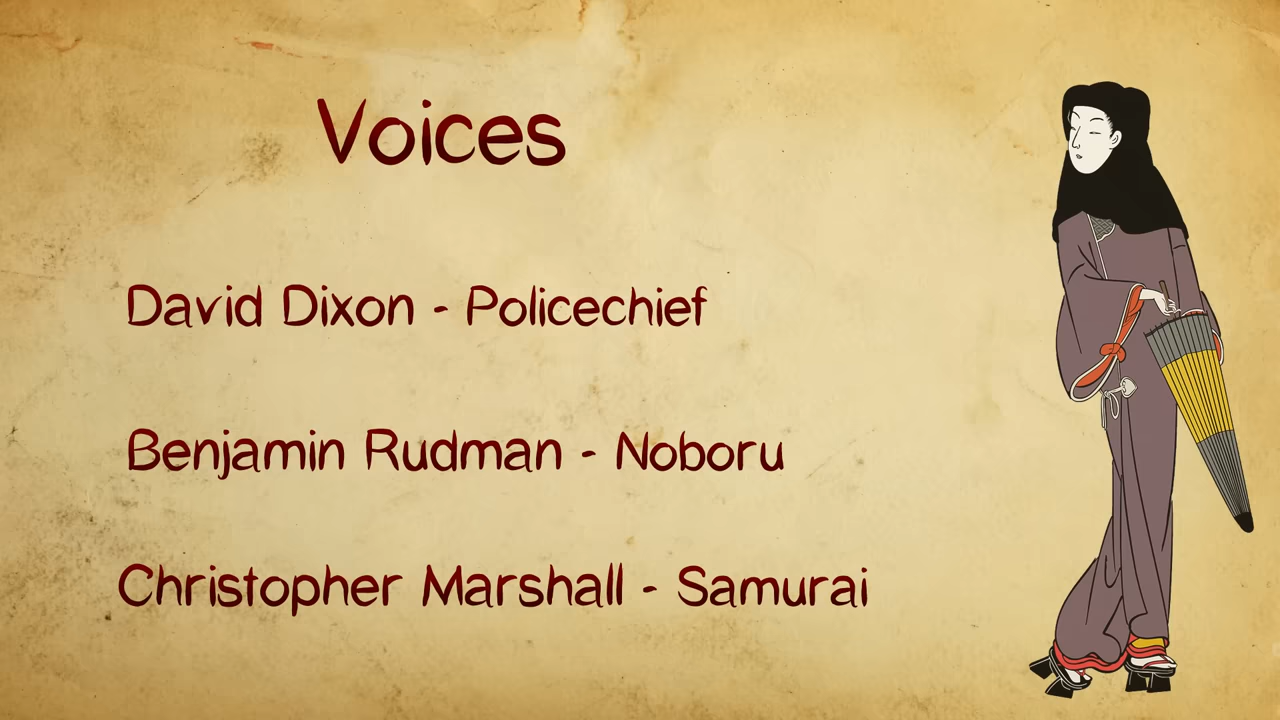 Voices
David Dixon - Policechief
Benjamin Rudman - Noboru
Christopher Marshall - Samurai